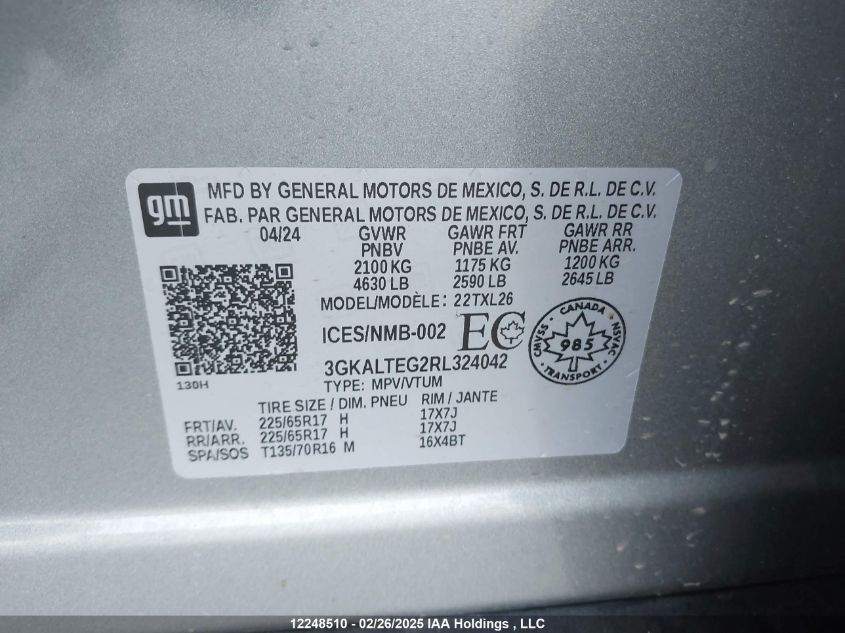 gm
MFD BY GENERAL MOTORS DE MEXICO, S. DE R.L. DE C.V.
FAB. PAR GENERAL MOTORS DE MEXICO, S. DE R.L. DE C.V.
04/24 GVWR GAWR FRT GAWR RR
PNBV PNBE AV. PNBE ARR.
2100 KG 1175 KG 1200 KG
4630 LB 2590 LB 2645 LB
MODEL/MODÈLE: 22TXL26
ICES/NMB-002 EC
CANADA
CMVSS 985 NVAC
TRANSPORT
3GKALTEG2RL324042
130H
TYPE: MPV/VTUM
TIRE SIZE / DIM. PNEU RIM / JANTE
FRT/AV. 225/65R17 H 17X7J
RR/ARR. 225/65R17 H 17X7J
SPA/SOS T135/70R16 M 16X4BT
12248510 - 02/26/2025 IAA Holdings , LLC